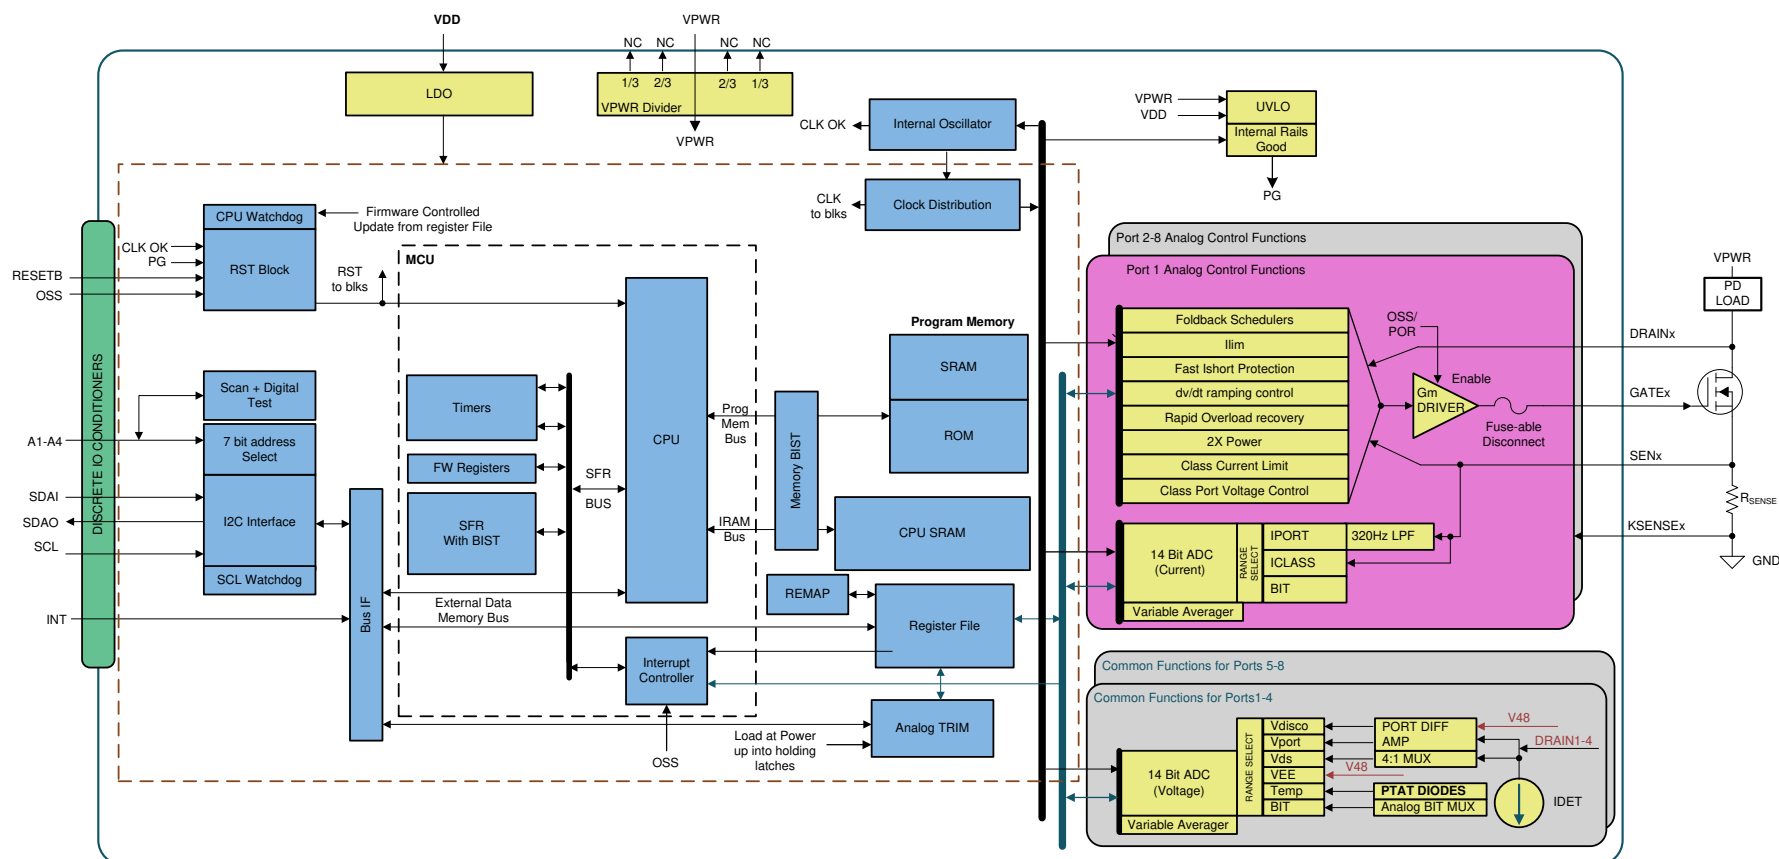 VDD
VPWR
NC
NC
NC
NC
1/3
2/3
2/3
1/3
VPWR Divider
VPWR
LDO
CLK OK
Internal Oscillator
CLK
to blks
Clock Distribution
VPWR
VDD
UVLO
Internal Rails
Good
PG
DISCRETE IO CONDITIONERS
CPU Watchdog
Firmware Controlled
Update from register File
CLK OK
PG
RESETB
OSS
RST Block
RST
to blks
MCU
Scan + Digital
Test
A1-A4
7 bit address
Select
SDAI
SDAO
SCL
I2C Interface
SCL Watchdog
INT
Bus IF
Timers
FW Registers
SFR
With BIST
SFR
BUS
CPU
Prog
Mem
Bus
IRAM
Bus
Memory BIST
Program Memory
SRAM
ROM
CPU SRAM
REMAP
External Data
Memory Bus
Register File
Interrupt
Controller
OSS
Analog TRIM
Load at Power
up into holding
latches
Port 2-8 Analog Control Functions
Port 1 Analog Control Functions
Foldback Schedulers
Ilim
Fast Ishort Protection
dv/dt ramping control
Rapid Overload recovery
2X Power
Class Current Limit
Class Port Voltage Control
OSS/
POR
Enable
Gm
DRIVER
Fuse-able
Disconnect
14 Bit ADC
(Current)
RANGE
SELECT
IPORT
320Hz LPF
ICLASS
BIT
Variable Averager
VPWR
PD
LOAD
DRAINx
GATEx
SENx
RSENSE
KSENSEx
GND
Common Functions for Ports 5-8
Common Functions for Ports1-4
14 Bit ADC
(Voltage)
Variable Averager
RANGE SELECT
Vdisco
Vport
Vds
VEE
Temp
BIT
PORT DIFF
AMP
4:1 MUX
V48
DRAIN1-4
V48
PTAT DIODES
Analog BIT MUX
IDET